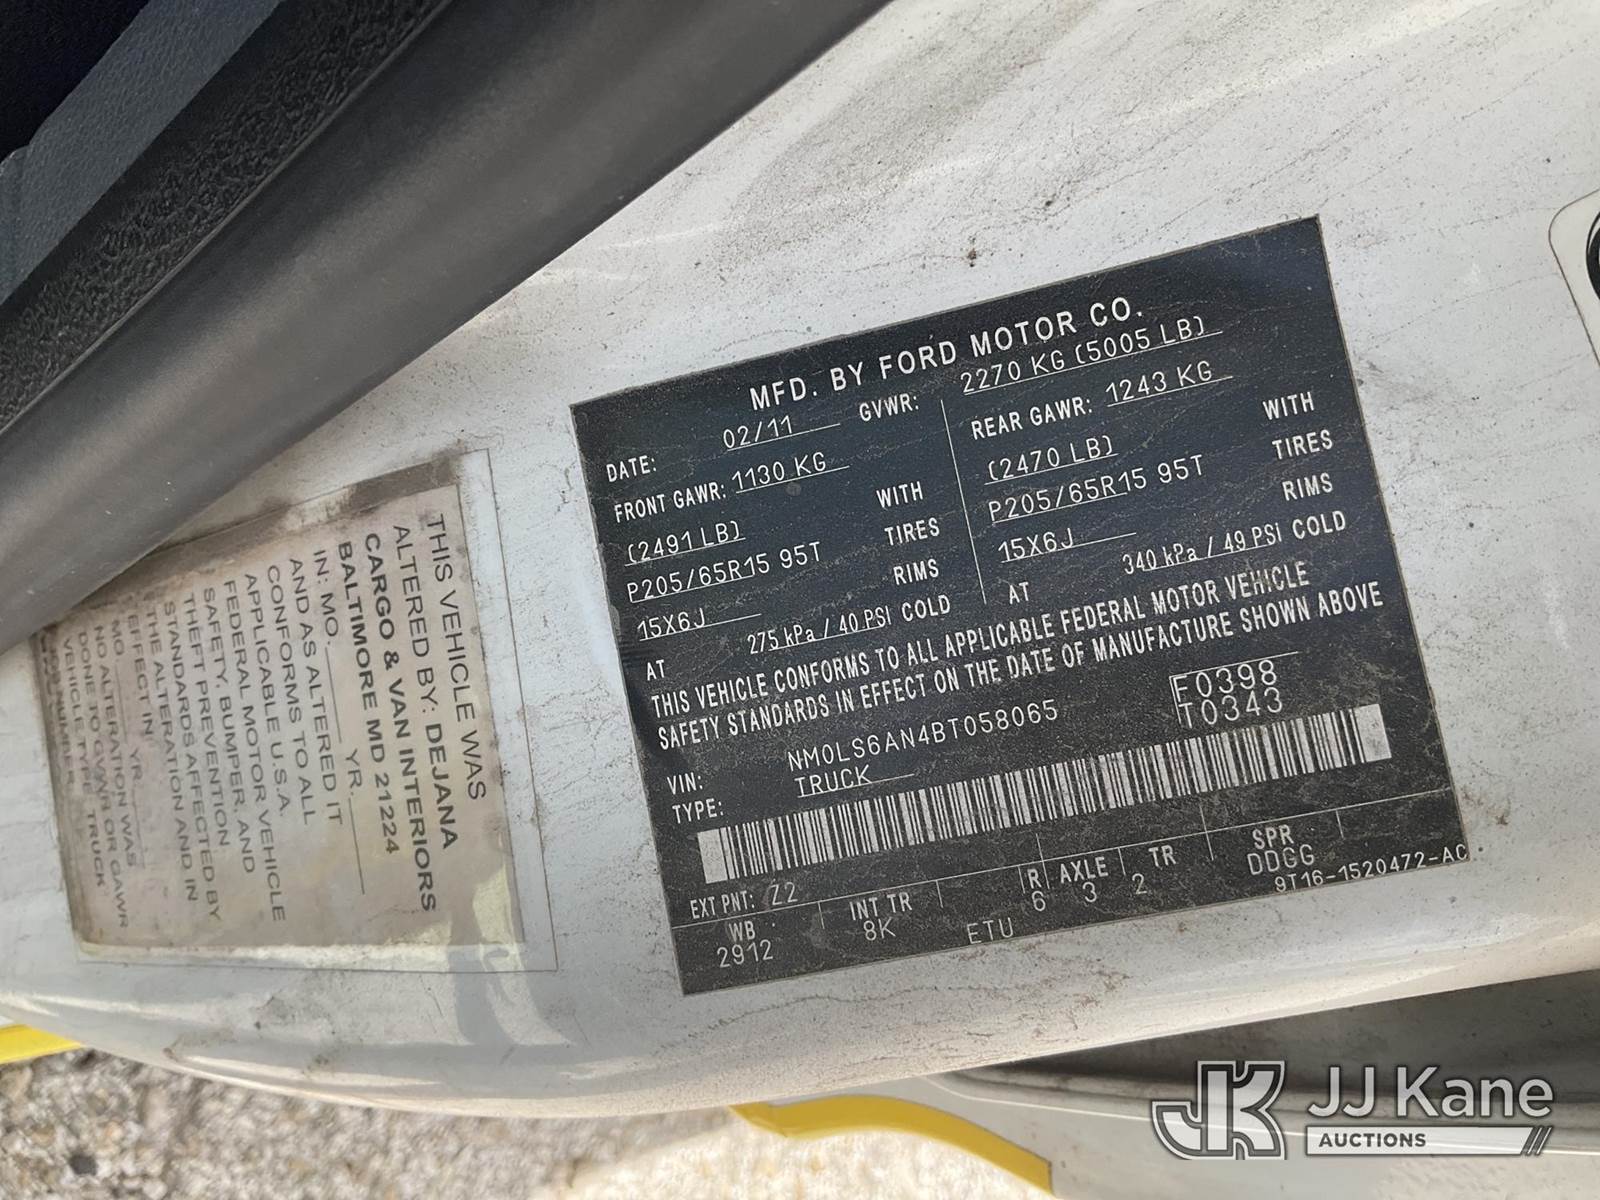 MFD. BY FORD MOTOR CO.
DATE: 02/11 GVWR: 2270 KG (5005 LB)
FRONT GAWR: 1130 KG REAR GAWR: 1243 KG
(2491 LB) WITH (2470 LB) WITH
P205/65R15 95T TIRES P205/65R15 95T TIRES
15X6J RIMS 15X6J RIMS
AT 275 kPa / 40 PSI COLD AT 340 kPa / 49 PSI COLD
THIS VEHICLE CONFORMS TO ALL APPLICABLE FEDERAL MOTOR VEHICLE
SAFETY STANDARDS IN EFFECT ON THE DATE OF MANUFACTURE SHOWN ABOVE
VIN: NM0LS6AN4BT058065 F0398
TYPE: TRUCK T0343
EXT PNT: Z2 R AXLE TR SPR
WB INT TR 6 3 2 DDGG
2912 8K ETU 9T16-1520472-AC
THIS VEHICLE WAS
ALTERED BY: DEJANA
CARGO & VAN INTERIORS
BALTIMORE MD 21224
IN: MO. YR.
AND AS ALTERED IT
CONFORMS TO ALL
APPLICABLE U.S.A.
FEDERAL MOTOR VEHICLE
SAFETY, BUMPER, AND
THEFT PREVENTION
STANDARDS AFFECTED BY
THE ALTERATION AND IN
EFFECT IN:
MO. YR.
NO ALTERATION WAS
DONE TO GVWR OR GAWR
VEHICLE TYPE TRUCK
NUMBER
JK JJ Kane
AUCTIONS